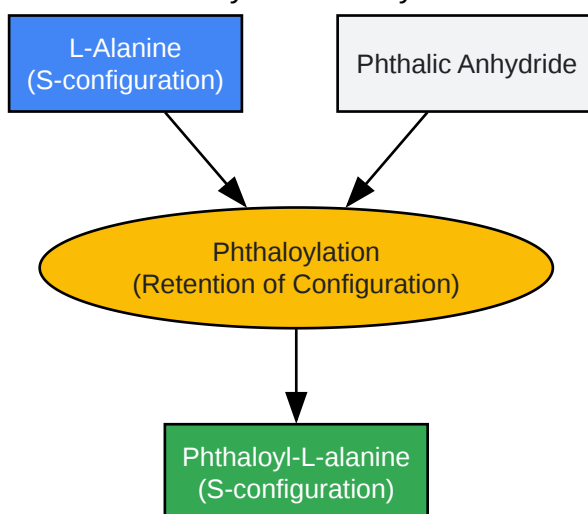 L-Alanine
(S-configuration)
Phthalic Anhydride
Phthaloylation
(Retention of Configuration)
Phthaloyl-L-alanine
(S-configuration)